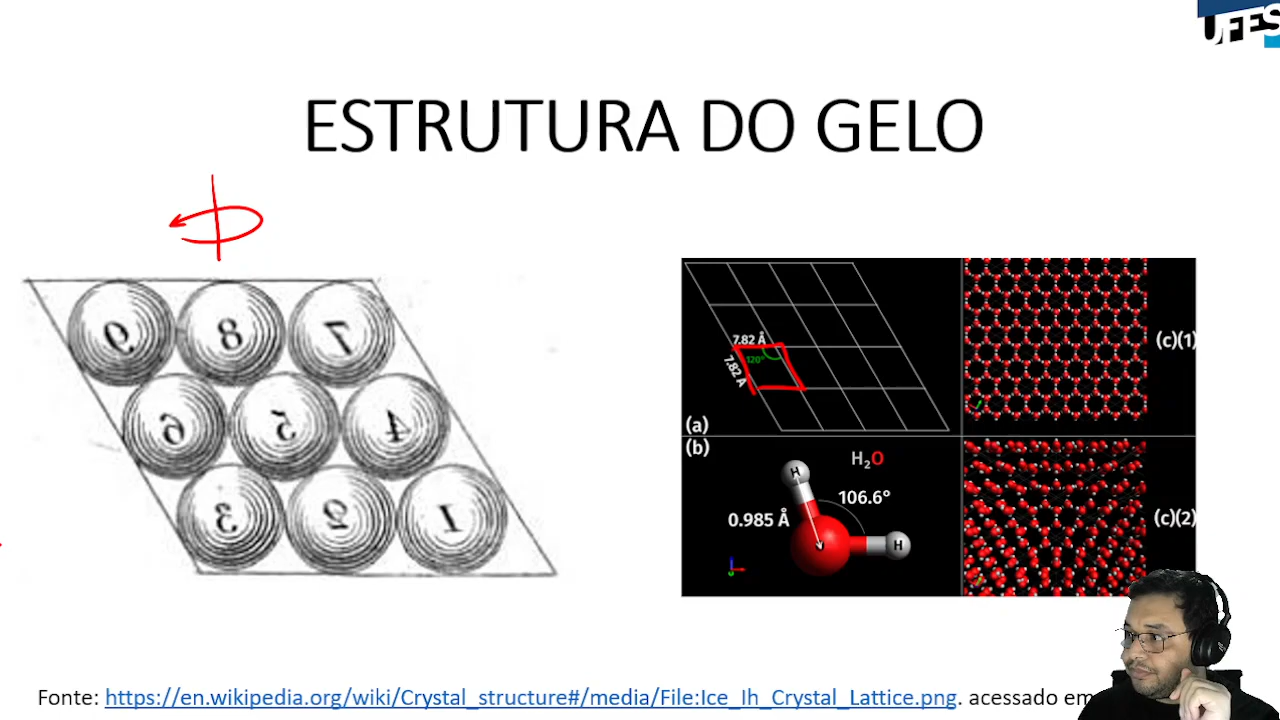 UFES
ESTRUTURA DO GELO
9 8 7
6 5 4
3 2 1
7.82 Å
120°
7.82 Å
(a)
(b)
H₂O
H
106.6°
0.985 Å
H
(c)(1)
(c)(2)
Fonte: https://en.wikipedia.org/wiki/Crystal_structure#/media/File:Ice_Ih_Crystal_Lattice.png. acessado em